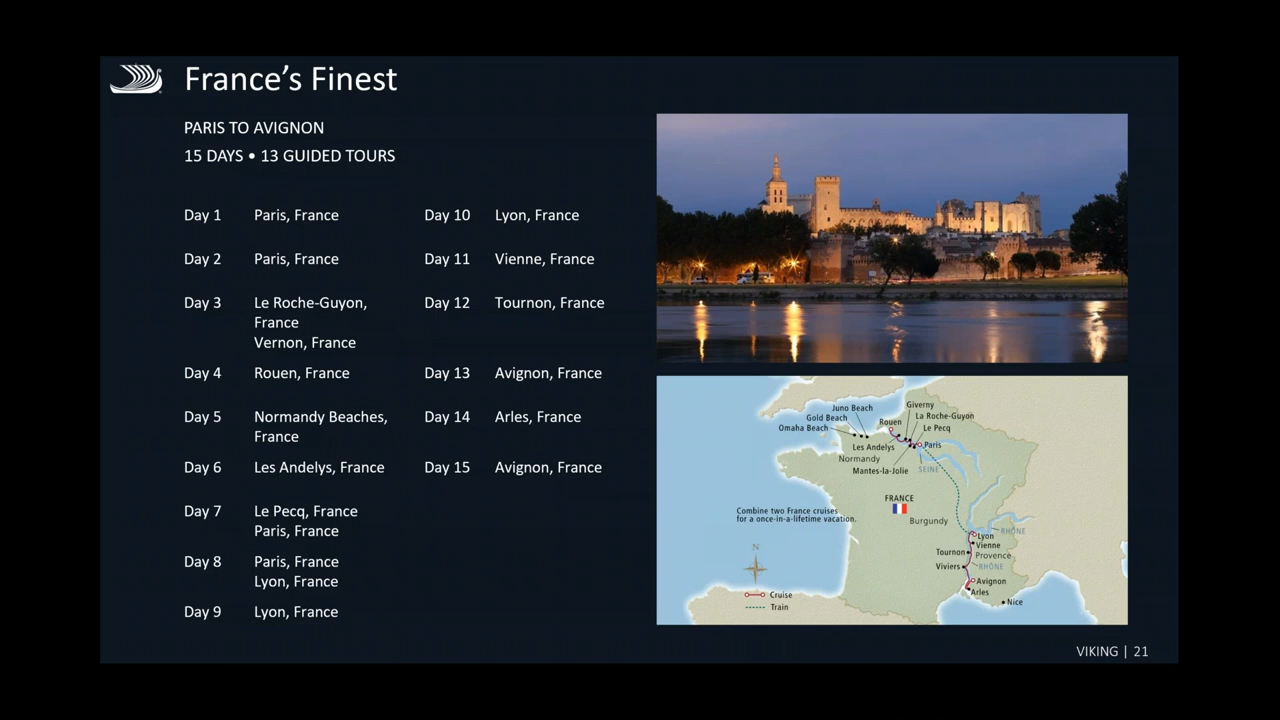 France's Finest
PARIS TO AVIGNON
15 DAYS • 13 GUIDED TOURS
Day 1 Paris, France
Day 2 Paris, France
Day 3 Le Roche-Guyon,
France
Vernon, France
Day 4 Rouen, France
Day 5 Normandy Beaches,
France
Day 6 Les Andelys, France
Day 7 Le Pecq, France
Paris, France
Day 8 Paris, France
Lyon, France
Day 9 Lyon, France
Day 10 Lyon, France
Day 11 Vienne, France
Day 12 Tournon, France
Day 13 Avignon, France
Day 14 Arles, France
Day 15 Avignon, France
Juno Beach
Gold Beach
Omaha Beach
Rouen
Giverny
La Roche-Guyon
Le Pecq
Les Andelys
Paris
Normandy
Mantes-la-Jolie
SEINE
FRANCE
Combine two France cruises
for a once-in-a-lifetime vacation.
Burgundy
RHÔNE
Lyon
Vienne
Tournon
Provence
Viviers
RHÔNE
Avignon
Arles
Nice
N
Cruise
Train
VIKING | 21